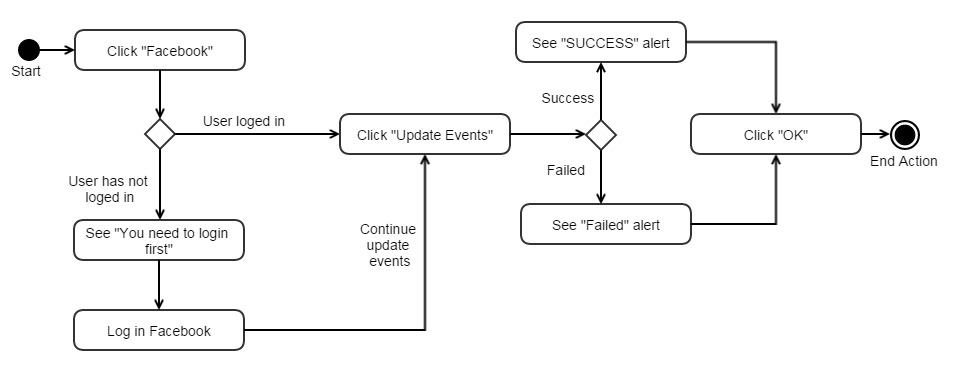 Start
Click "Facebook"
User loged in
User has not
loged in
See "You need to login
first"
Log in Facebook
Continue
update
events
Click "Update Events"
Success
See "SUCCESS" alert
Failed
See "Failed" alert
Click "OK"
End Action